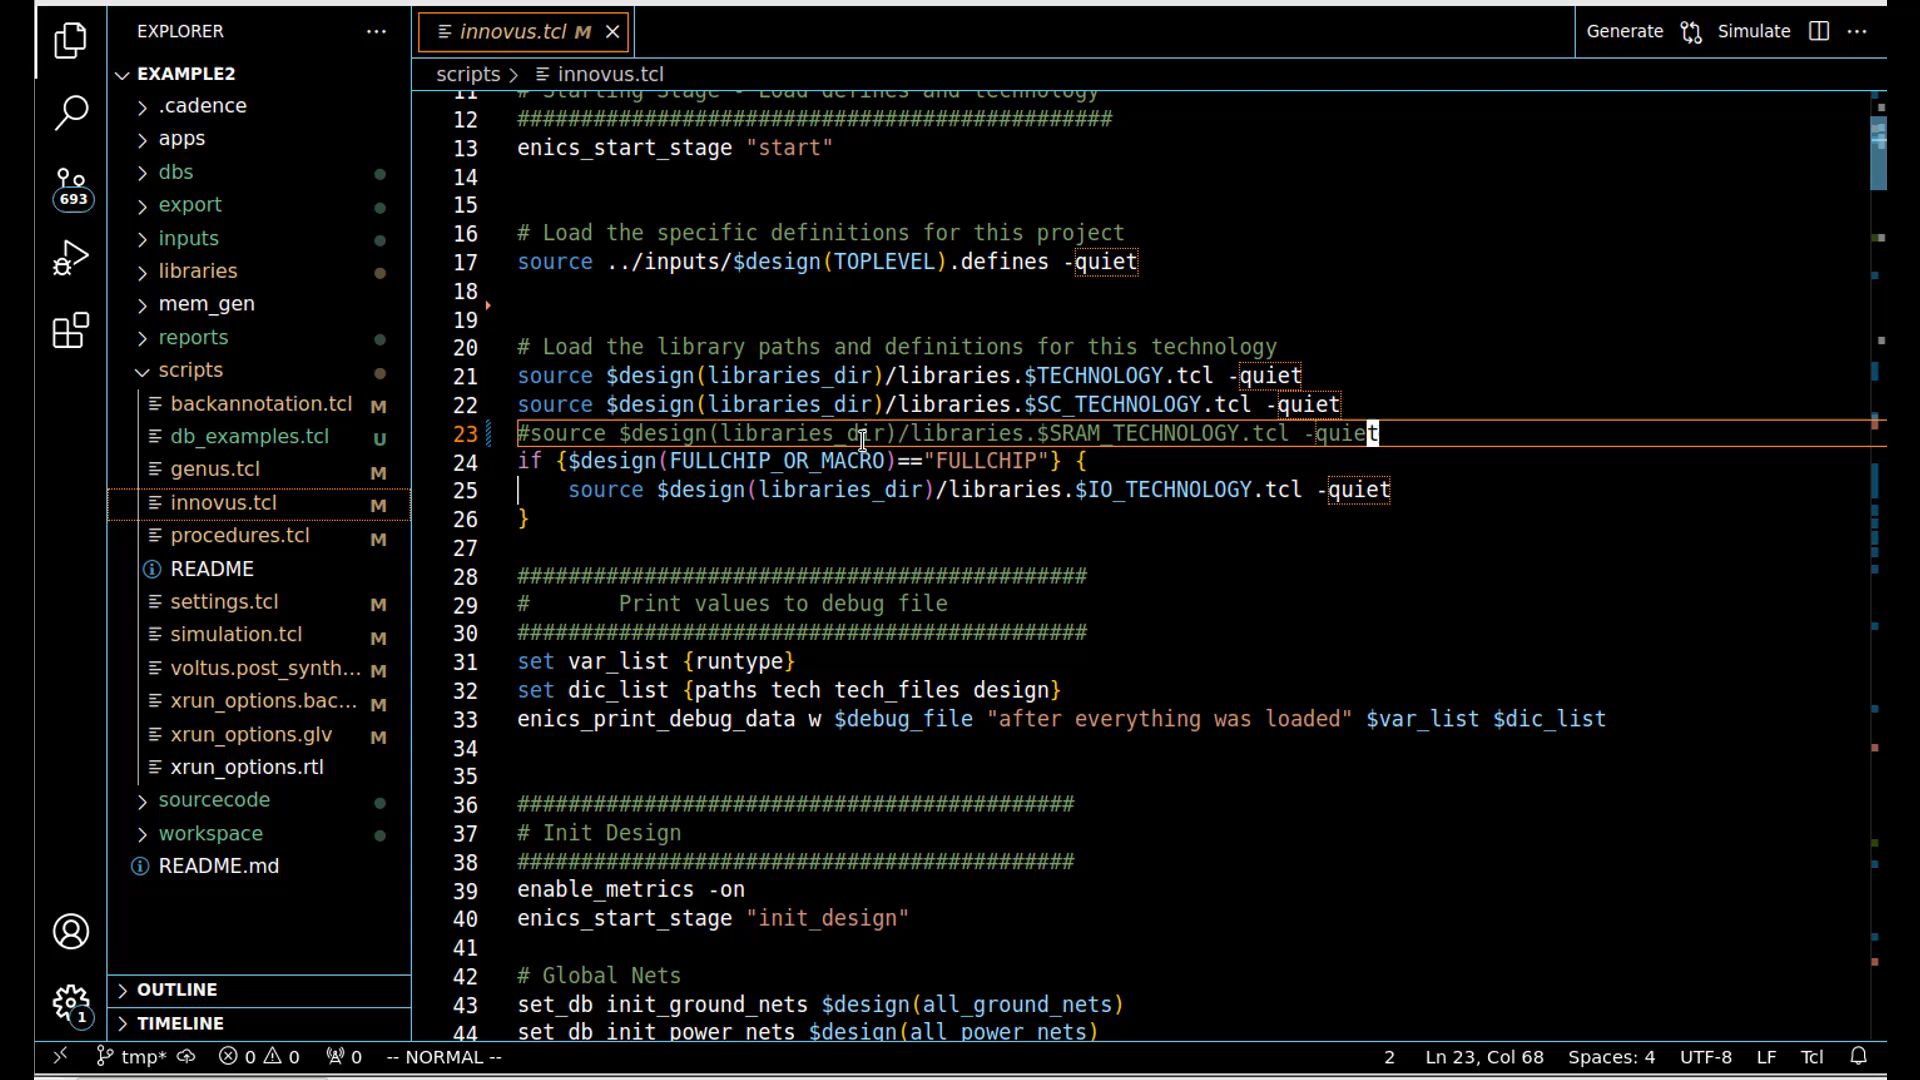 EXPLORER
EXAMPLE2
.cadence
apps
dbs
export
inputs
libraries
mem_gen
reports
scripts
backannotation.tcl M
db_examples.tcl U
genus.tcl M
innovus.tcl M
procedures.tcl M
README
settings.tcl M
simulation.tcl M
voltus.post_synth... M
xrun_options.bac... M
xrun_options.glv M
xrun_options.rtl
sourcecode
workspace
README.md
OUTLINE
TIMELINE
693
1
innovus.tcl M
Generate Simulate
scripts > innovus.tcl
11 # Starting Stage - Load defines and technology
12 ###############################################
13 enics_start_stage "start"
14
15
16 # Load the specific definitions for this project
17 source ../inputs/$design(TOPLEVEL).defines -quiet
18
19
20 # Load the library paths and definitions for this technology
21 source $design(libraries_dir)/libraries.$TECHNOLOGY.tcl -quiet
22 source $design(libraries_dir)/libraries.$SC_TECHNOLOGY.tcl -quiet
23 #source $design(libraries_dir)/libraries.$SRAM_TECHNOLOGY.tcl -quiet
24 if {$design(FULLCHIP_OR_MACRO)=="FULLCHIP"} {
25 source $design(libraries_dir)/libraries.$IO_TECHNOLOGY.tcl -quiet
26 }
27
28 #############################################
29 # Print values to debug file
30 #############################################
31 set var_list {runtype}
32 set dic_list {paths tech tech_files design}
33 enics_print_debug_data w $debug_file "after everything was loaded" $var_list $dic_list
34
35
36 ############################################
37 # Init Design
38 ############################################
39 enable_metrics -on
40 enics_start_stage "init_design"
41
42 # Global Nets
43 set_db init_ground_nets $design(all_ground_nets)
44 set_db init_power_nets $design(all_power_nets)
tmp* 0 0 0 -- NORMAL -- 2 Ln 23, Col 68 Spaces: 4 UTF-8 LF Tcl